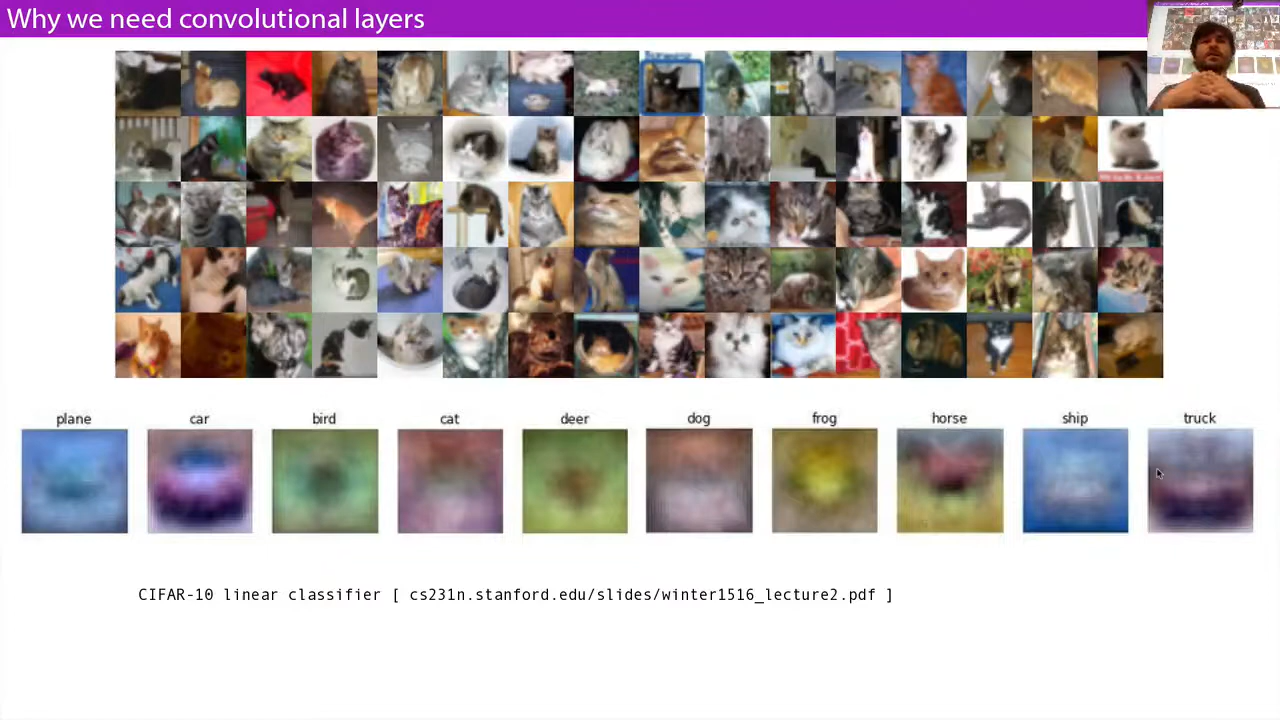 Why we need convolutional layers
plane car bird cat deer dog frog horse ship truck
CIFAR-10 linear classifier [ cs231n.stanford.edu/slides/winter1516_lecture2.pdf ]